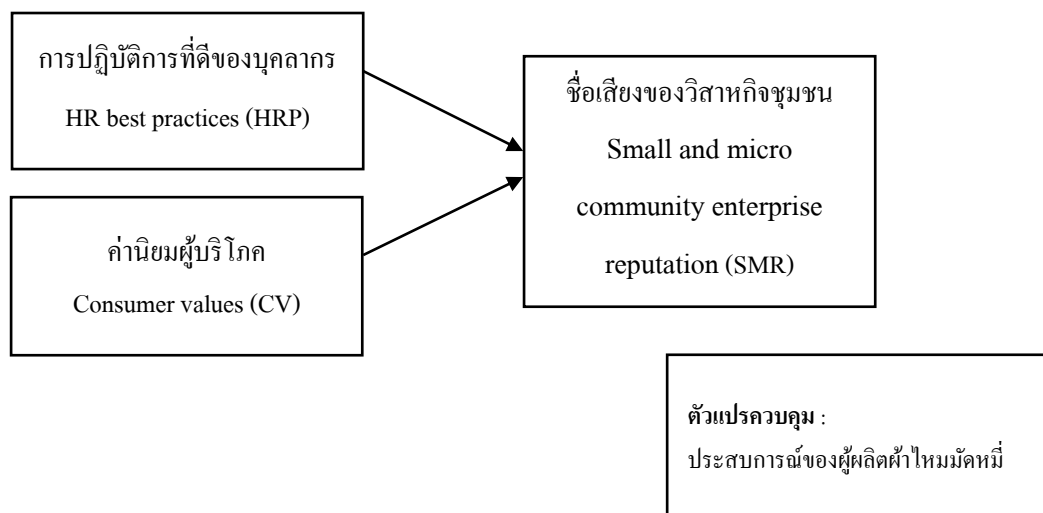 การปฏิบัติการที่ดีของบุคลากร
HR best practices (HRP)
ค่านิยมผู้บริโภค
Consumer values (CV)
ชื่อเสียงของวิสาหกิจชุมชน
Small and micro
community enterprise
reputation (SMR)
ตัวแปรควบคุม :
ประสบการณ์ของผู้ผลิตผ้าไหมมัดหมี่